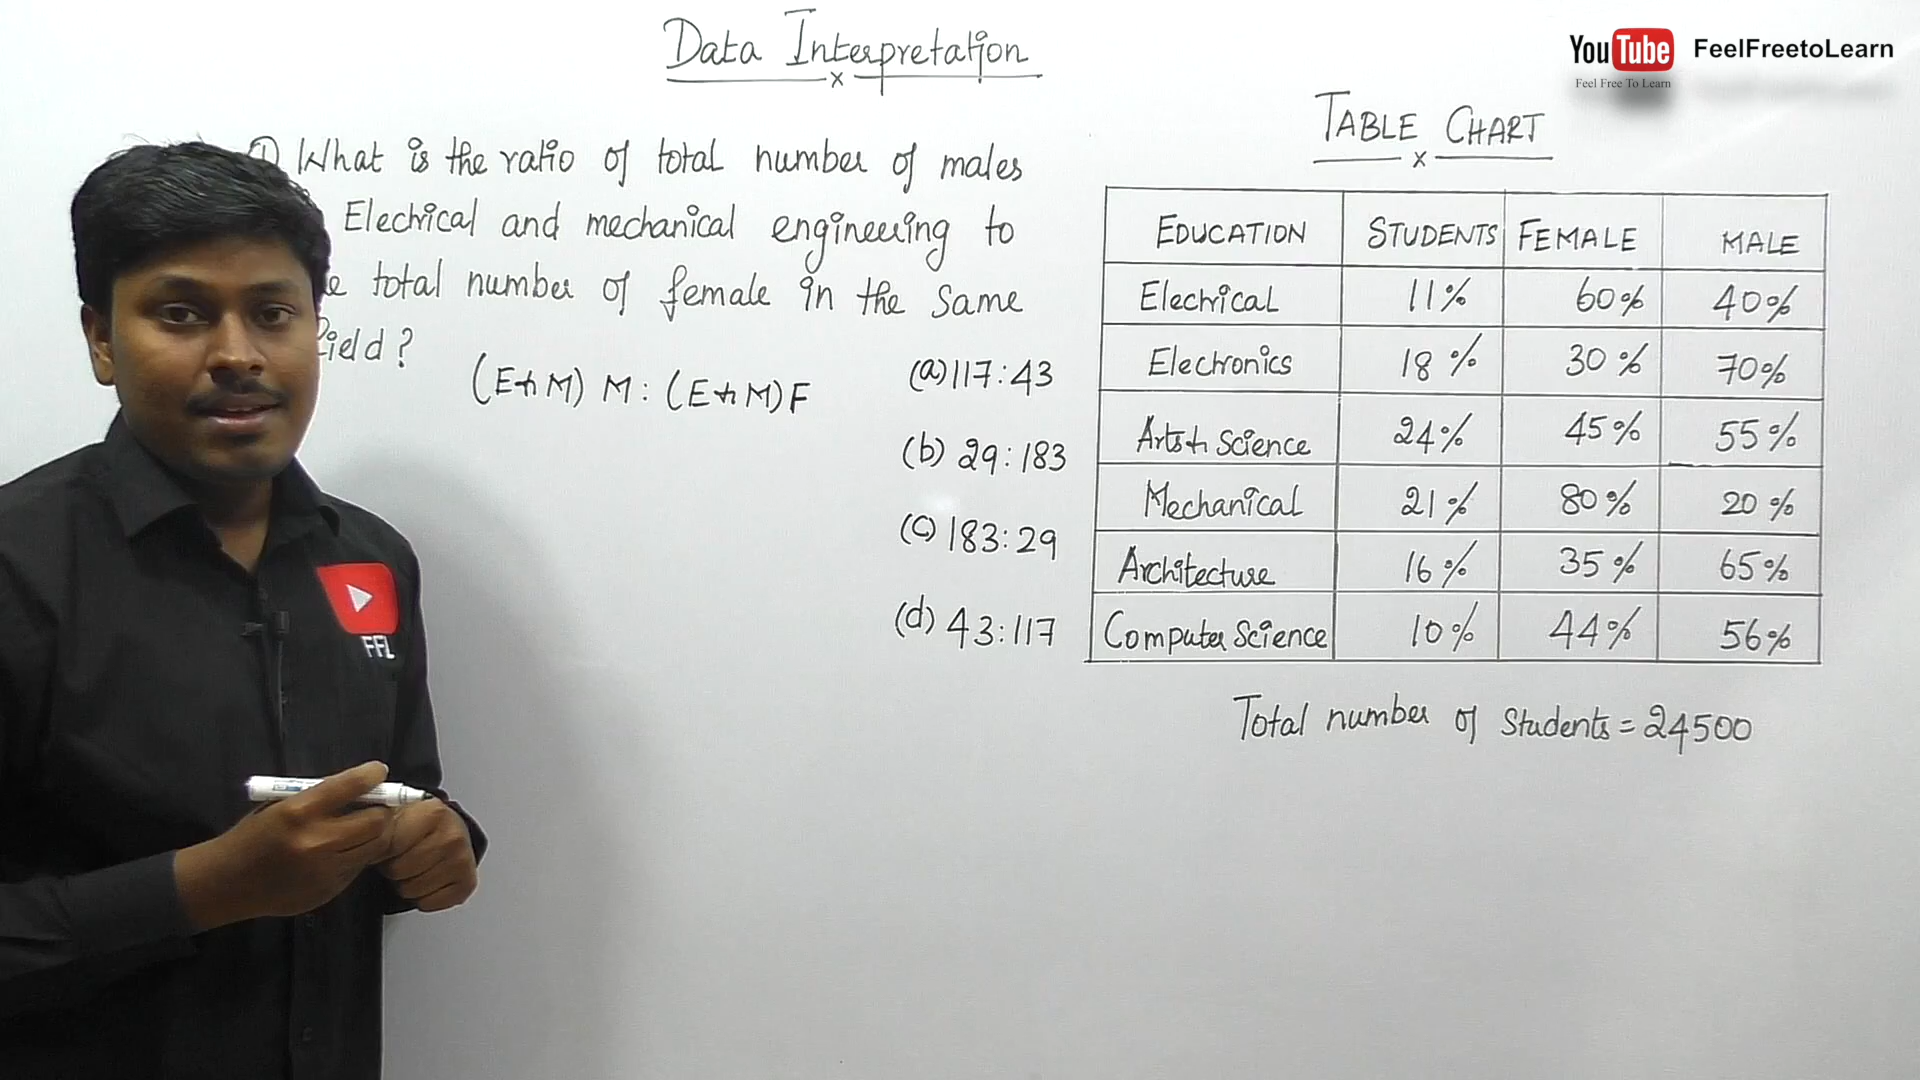 Data Interpretation
x
YouTube FeelFreetoLearn
Feel Free To Learn
1) What is the ratio of total number of males
Electrical and mechanical engineering to
total number of female in the same
field?
(E+M) M : (E+M) F
(a) 117:43
(b) 29:183
(c) 183:29
(d) 43:117
TABLE CHART
x
EDUCATION STUDENTS FEMALE MALE
Electrical 11% 60% 40%
Electronics 18% 30% 70%
Arts + Science 24% 45% 55%
Mechanical 21% 80% 20%
Architecture 16% 35% 65%
Computer Science 10% 44% 56%
Total number of Students = 24500
FFL